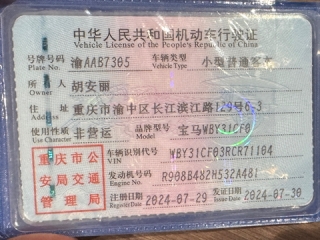 中华人民共和国机动车行驶证
Vehicle License of the People's Republic of China
号牌号码 渝AAB7305 车辆类型 小型普通客车
Plate No. Vehicle Type
所有人 胡安丽
Owner
住址 重庆市渝中区长江滨江路129号6-3
Address
使用性质 非营运 品牌型号 宝马WBY31CF0
Use Character Model
重庆市公安局交通管理局
车辆识别代号 WBY31CF03RCR71104
VIN
发动机号码 R908B482H532A481
Engine No.
注册日期 2024-07-29 发证日期 2024-07-30
Register Date Issue Date